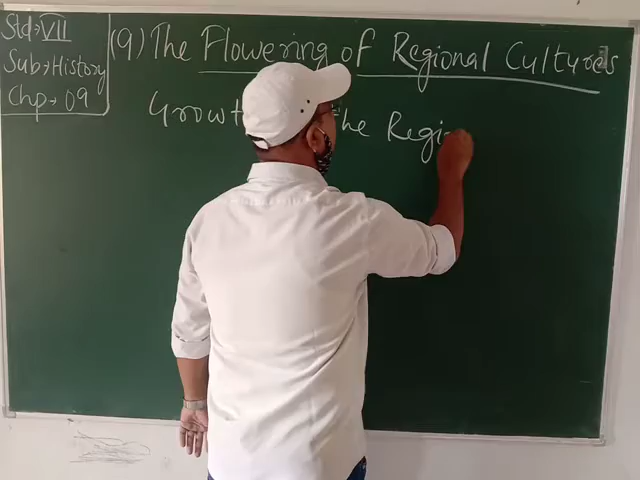 Std→VII
Sub→History
Chp→09
(9) The Flowering of Regional Cultures
Growt he Regi